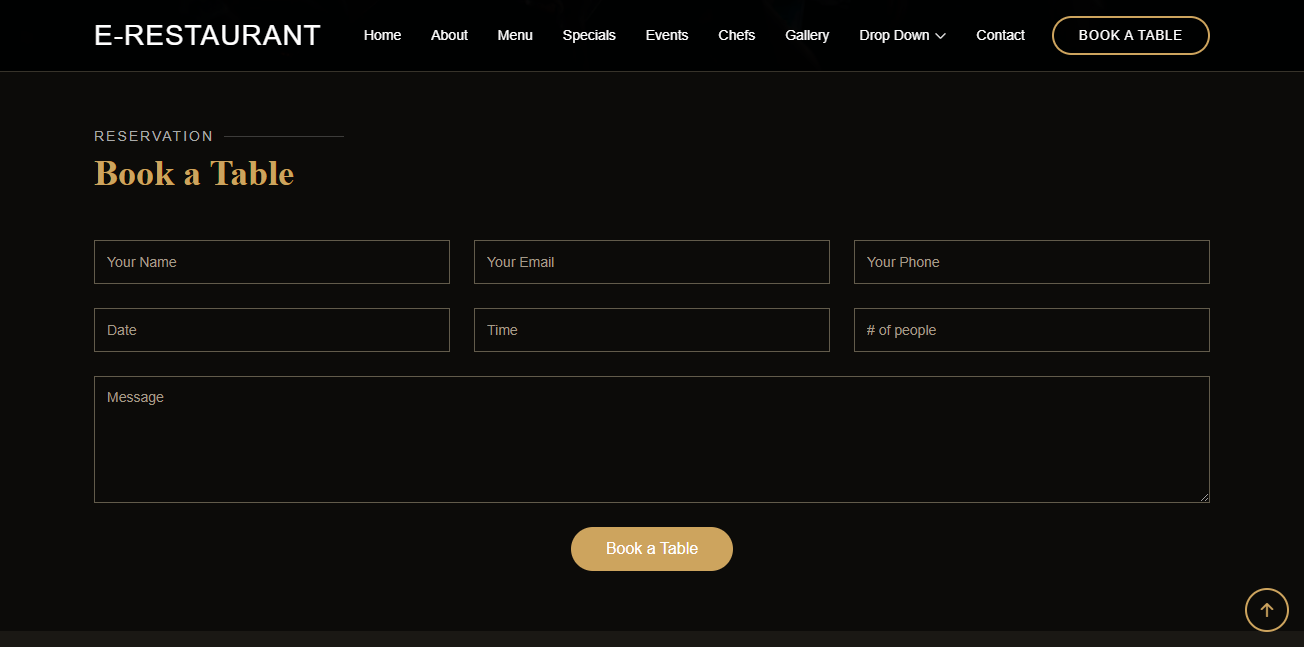 E-RESTAURANT Home About Menu Specials Events Chefs Gallery Drop Down Contact BOOK A TABLE
RESERVATION
Book a Table
Your Name Your Email Your Phone
Date Time # of people
Message
Book a Table